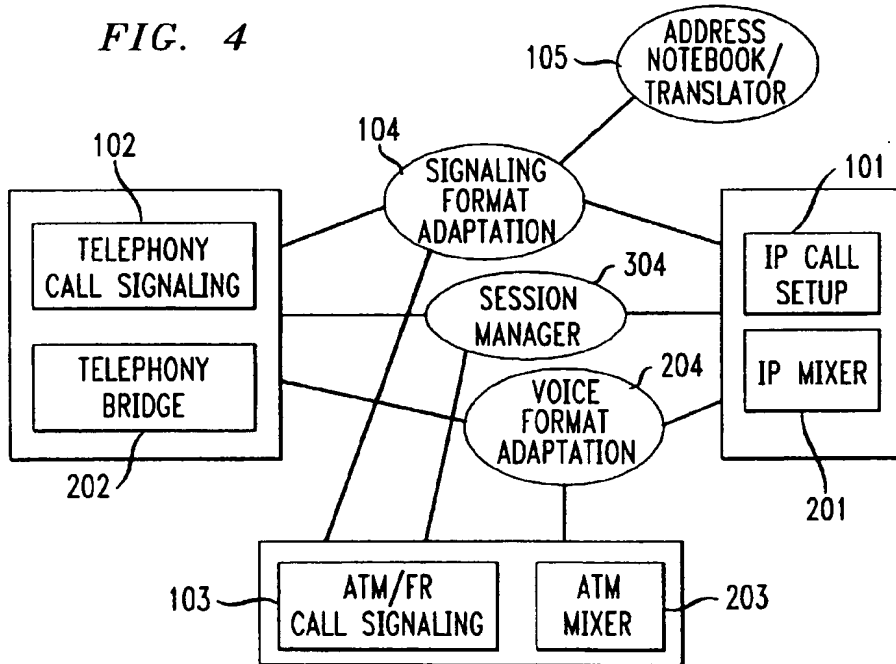 FIG. 4
105
ADDRESS
NOTEBOOK/
TRANSLATOR
102
104
101
TELEPHONY
CALL SIGNALING
SIGNALING
FORMAT
ADAPTATION
IP CALL
SETUP
304
SESSION
MANAGER
TELEPHONY
BRIDGE
204
IP MIXER
VOICE
FORMAT
ADAPTATION
202
201
103
ATM/FR
CALL SIGNALING
ATM
MIXER
203